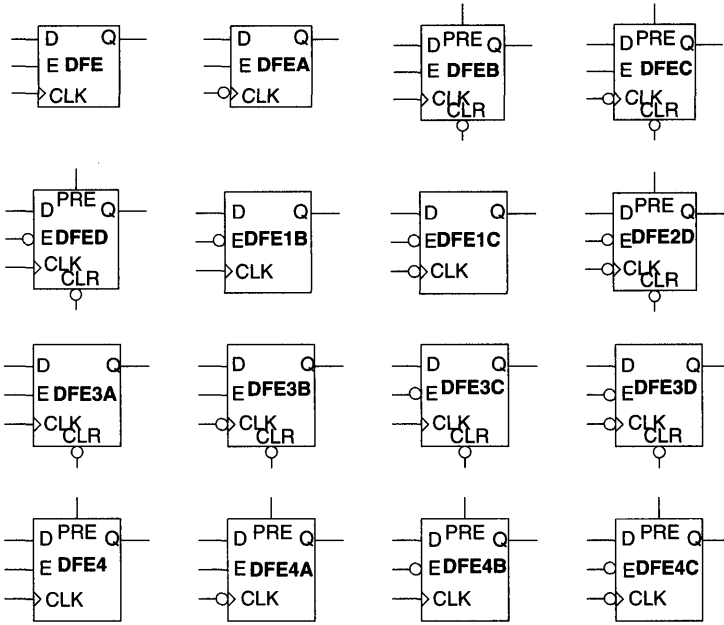 D Q
E DFE
CLK
D Q
E DFEA
CLK
D PRE Q
E DFEB
CLK
CLR
D PRE Q
E DFEC
CLK
CLR
D PRE Q
E DFED
CLK
CLR
D Q
E DFE1B
CLK
D Q
E DFE1C
CLK
D PRE Q
E DFE2D
CLK
CLR
D Q
E DFE3A
CLK
CLR
D Q
E DFE3B
CLK
CLR
D Q
E DFE3C
CLK
CLR
D Q
E DFE3D
CLK
CLR
D PRE Q
E DFE4
CLK
D PRE Q
E DFE4A
CLK
D PRE Q
E DFE4B
CLK
D PRE Q
E DFE4C
CLK